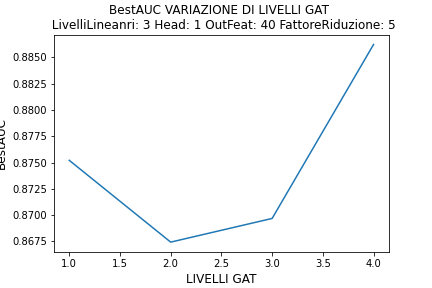 BestAUC VARIAZIONE DI LIVELLI GAT
LivelliLineanri: 3 Head: 1 OutFeat: 40 FattoreRiduzione: 5
BestAUC
0.8850
0.8825
0.8800
0.8775
0.8750
0.8725
0.8700
0.8675
1.0 1.5 2.0 2.5 3.0 3.5 4.0
LIVELLI GAT